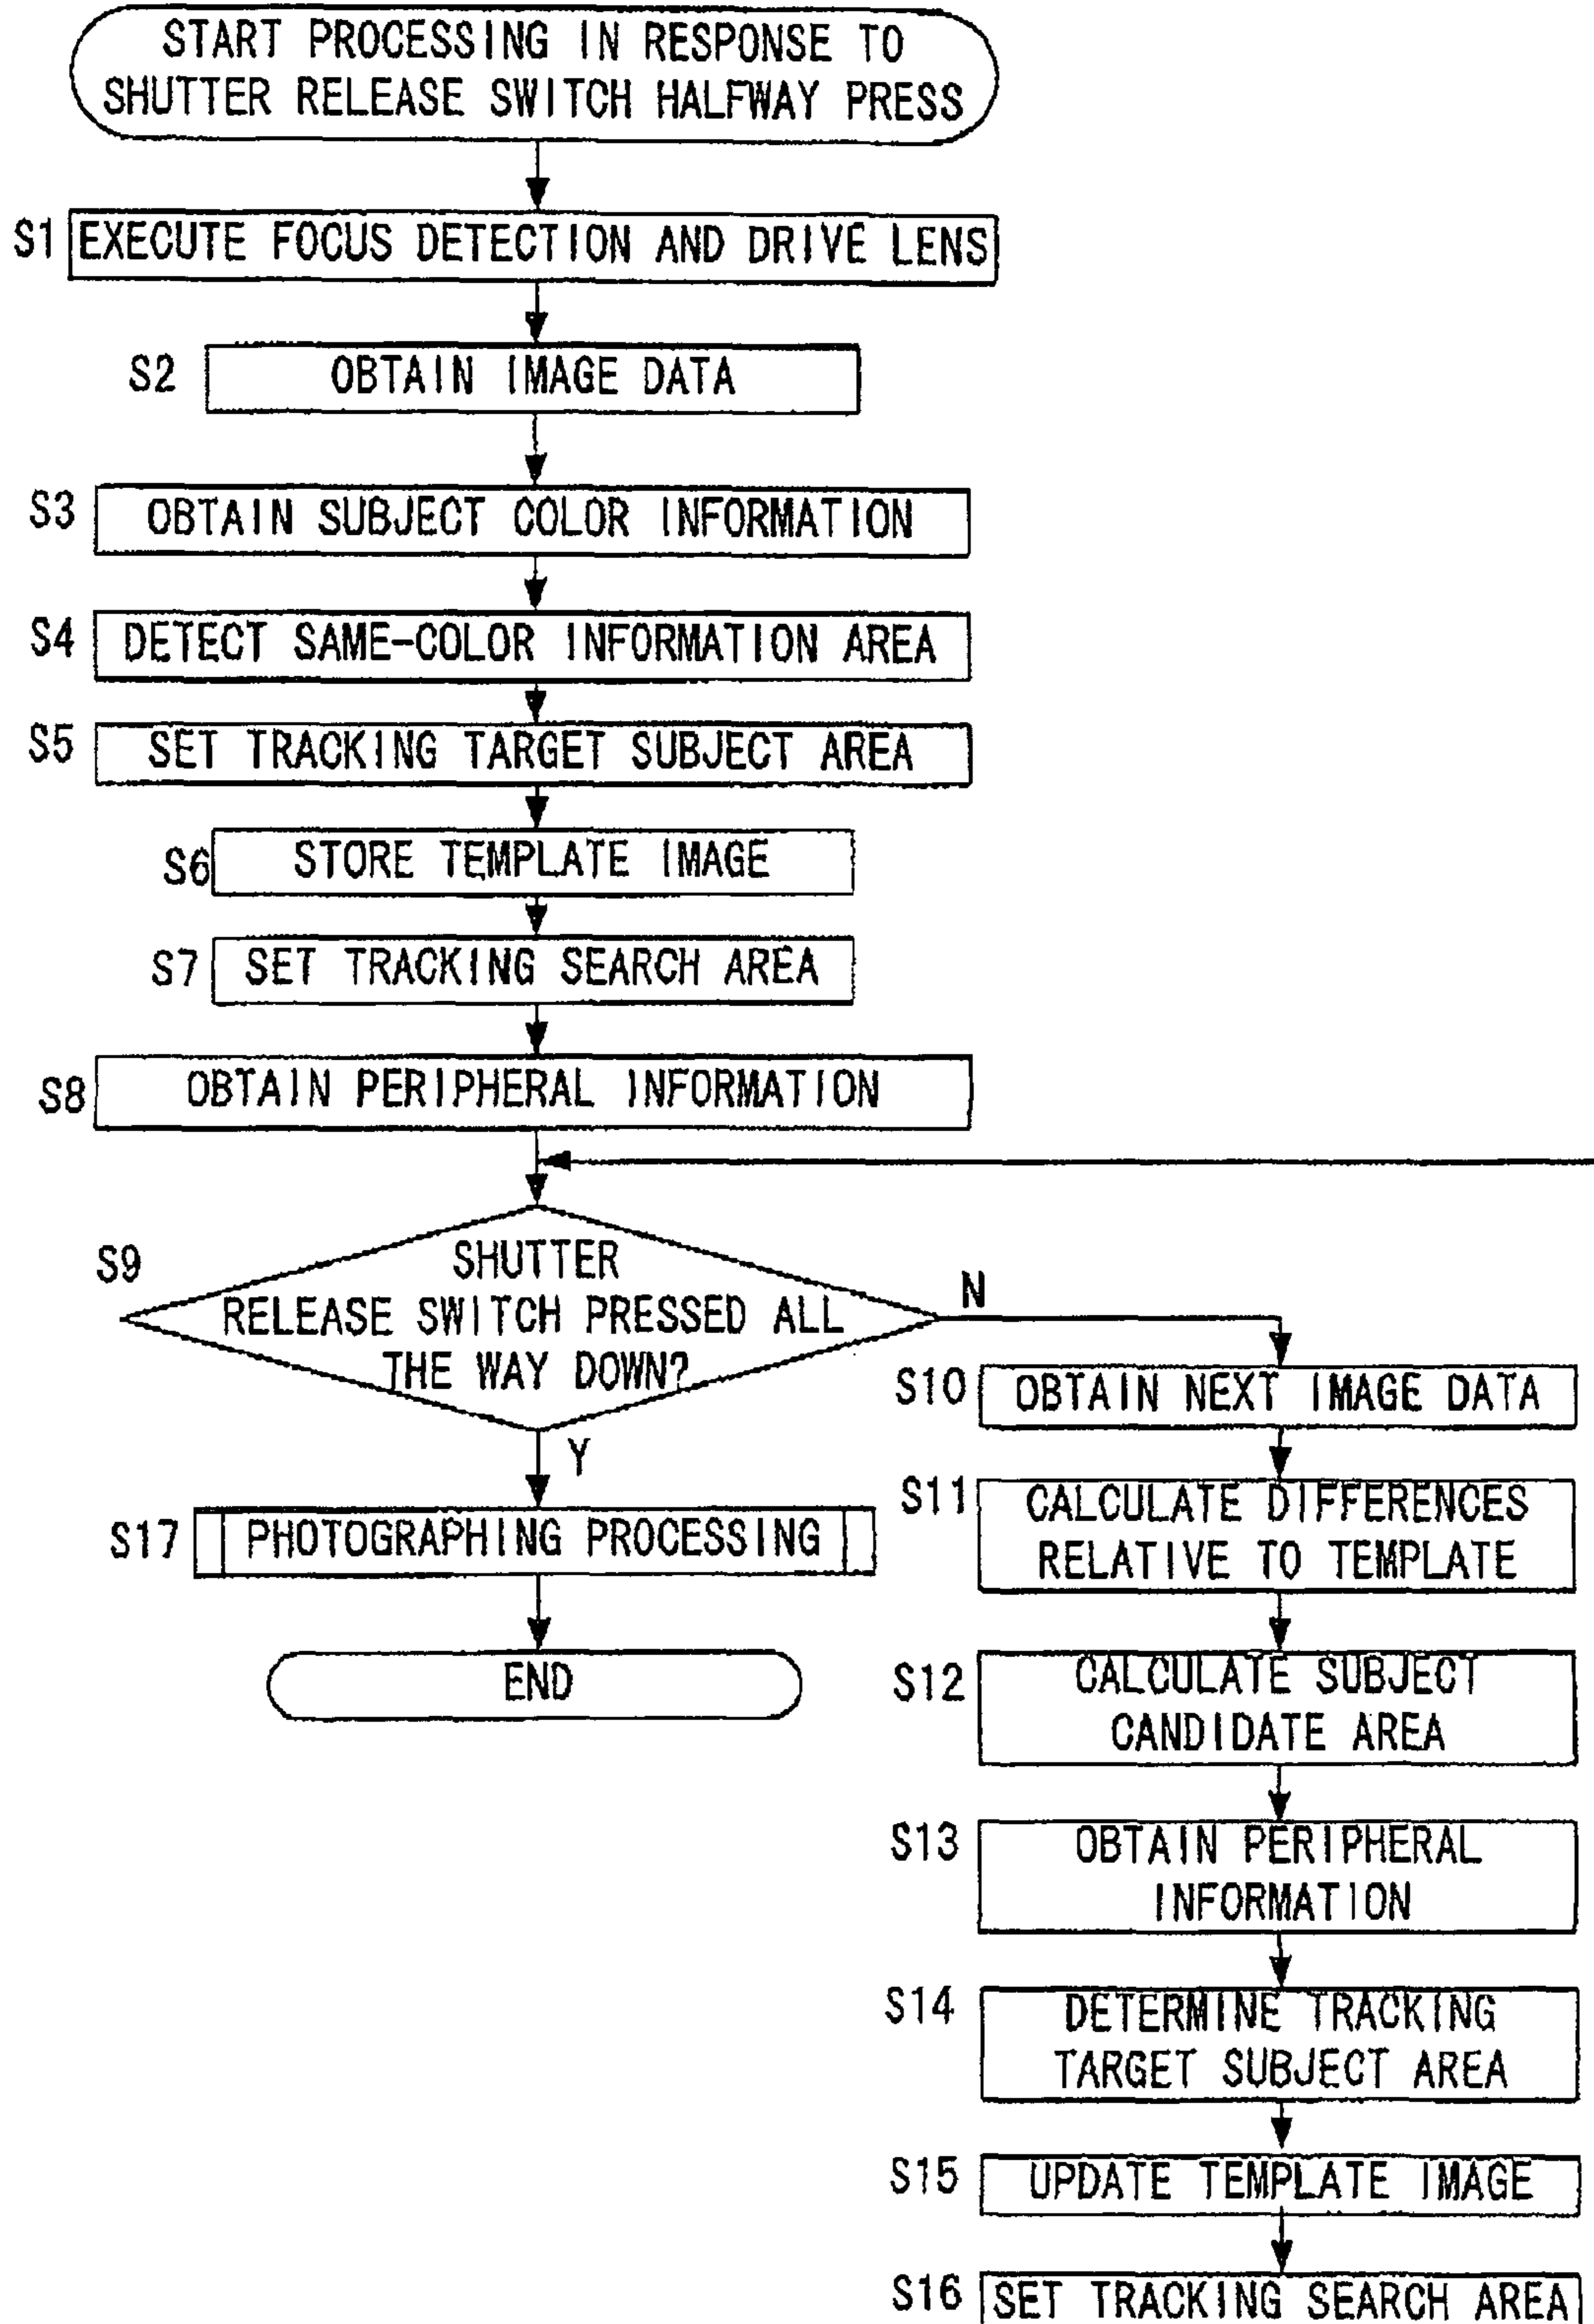 START PROCESSING IN RESPONSE TO
SHUTTER RELEASE SWITCH HALFWAY PRESS
S1 EXECUTE FOCUS DETECTION AND DRIVE LENS
S2 OBTAIN IMAGE DATA
S3 OBTAIN SUBJECT COLOR INFORMATION
S4 DETECT SAME-COLOR INFORMATION AREA
S5 SET TRACKING TARGET SUBJECT AREA
S6 STORE TEMPLATE IMAGE
S7 SET TRACKING SEARCH AREA
S8 OBTAIN PERIPHERAL INFORMATION
S9 SHUTTER
RELEASE SWITCH PRESSED ALL
THE WAY DOWN?
N
Y
S17 PHOTOGRAPHING PROCESSING
END
S10 OBTAIN NEXT IMAGE DATA
S11 CALCULATE DIFFERENCES
RELATIVE TO TEMPLATE
S12 CALCULATE SUBJECT
CANDIDATE AREA
S13 OBTAIN PERIPHERAL
INFORMATION
S14 DETERMINE TRACKING
TARGET SUBJECT AREA
S15 UPDATE TEMPLATE IMAGE
S16 SET TRACKING SEARCH AREA